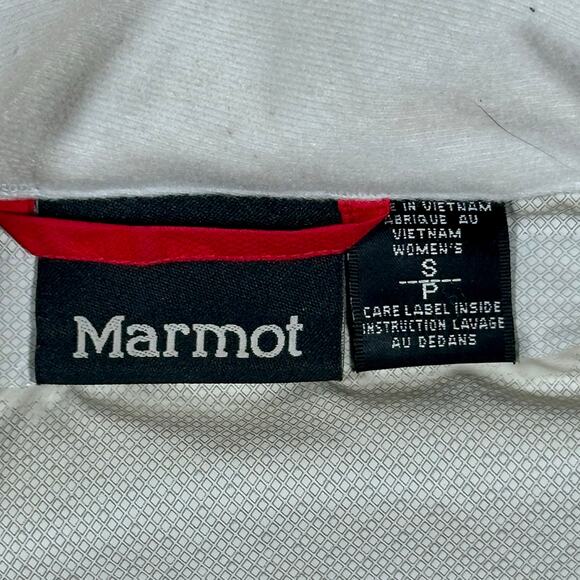 Marmot
E IN VIETNAM
ABRIQUE AU
VIETNAM
WOMEN'S
S
P
CARE LABEL INSIDE
INSTRUCTION LAVAGE
AU DEDANS